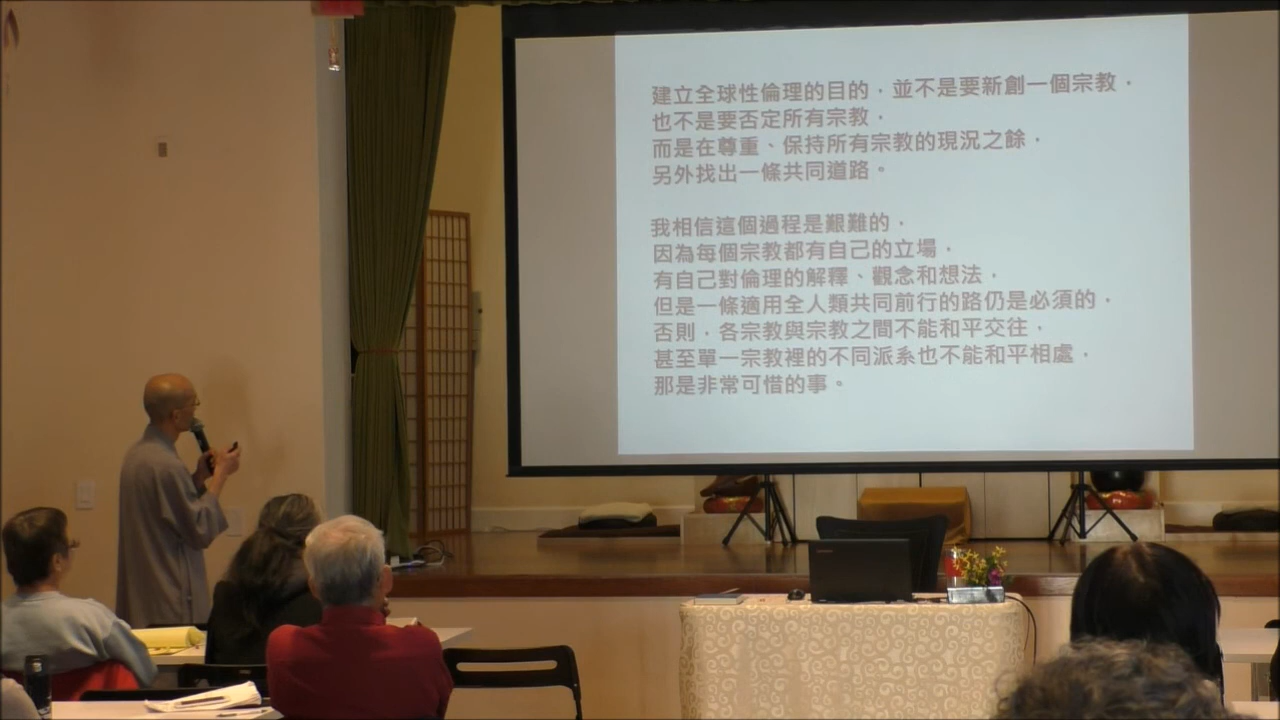 建立全球性倫理的目的，並不是要新創一個宗教，
也不是要否定所有宗教，
而是在尊重、保持所有宗教的現況之餘，
另外找出一條共同道路。
我相信這個過程是艱難的，
因為每個宗教都有自己的立場，
有自己對倫理的解釋、觀念和想法，
但是一條適用全人類共同前行的路仍是必須的，
否則，各宗教與宗教之間不能和平交往，
甚至單一宗教裡的不同派系也不能和平相處，
那是非常可惜的事。